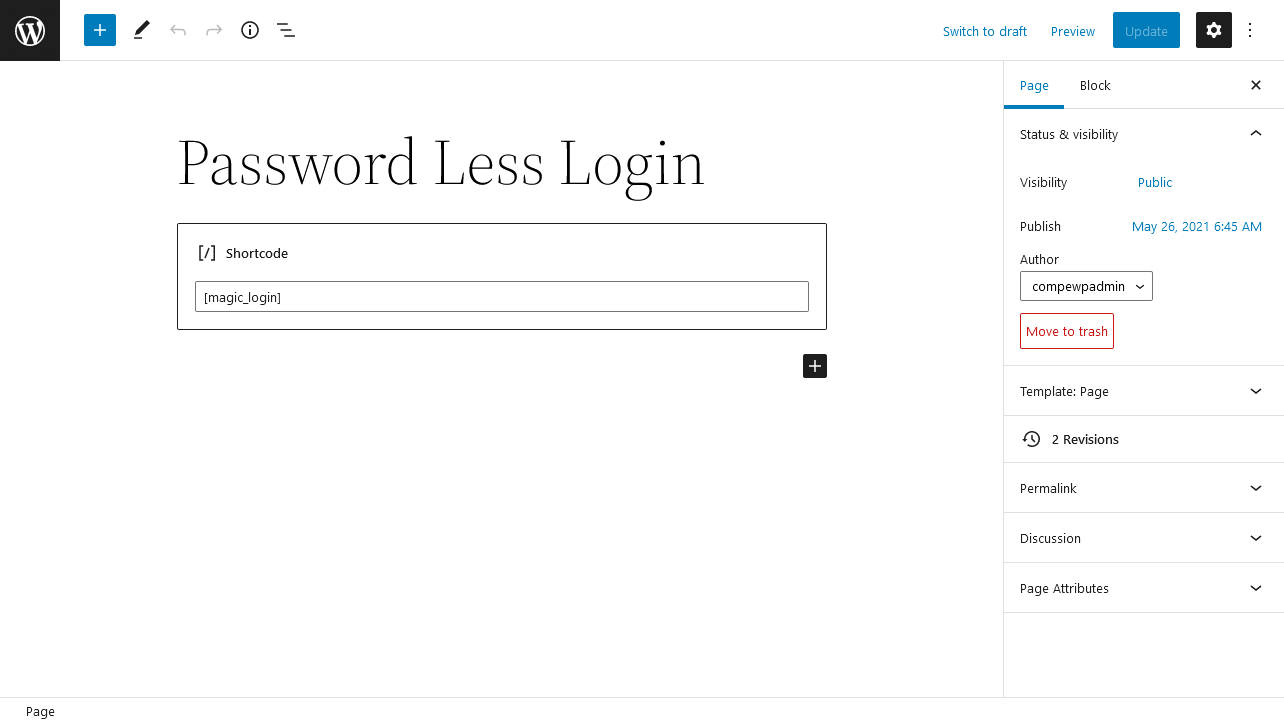 Switch to draft Preview Update
Page Block
Password Less Login
Shortcode
[magic_login]
Status & visibility
Visibility Public
Publish May 26, 2021 6:45 AM
Author
compewpadmin
Move to trash
Template: Page
2 Revisions
Permalink
Discussion
Page Attributes
Page